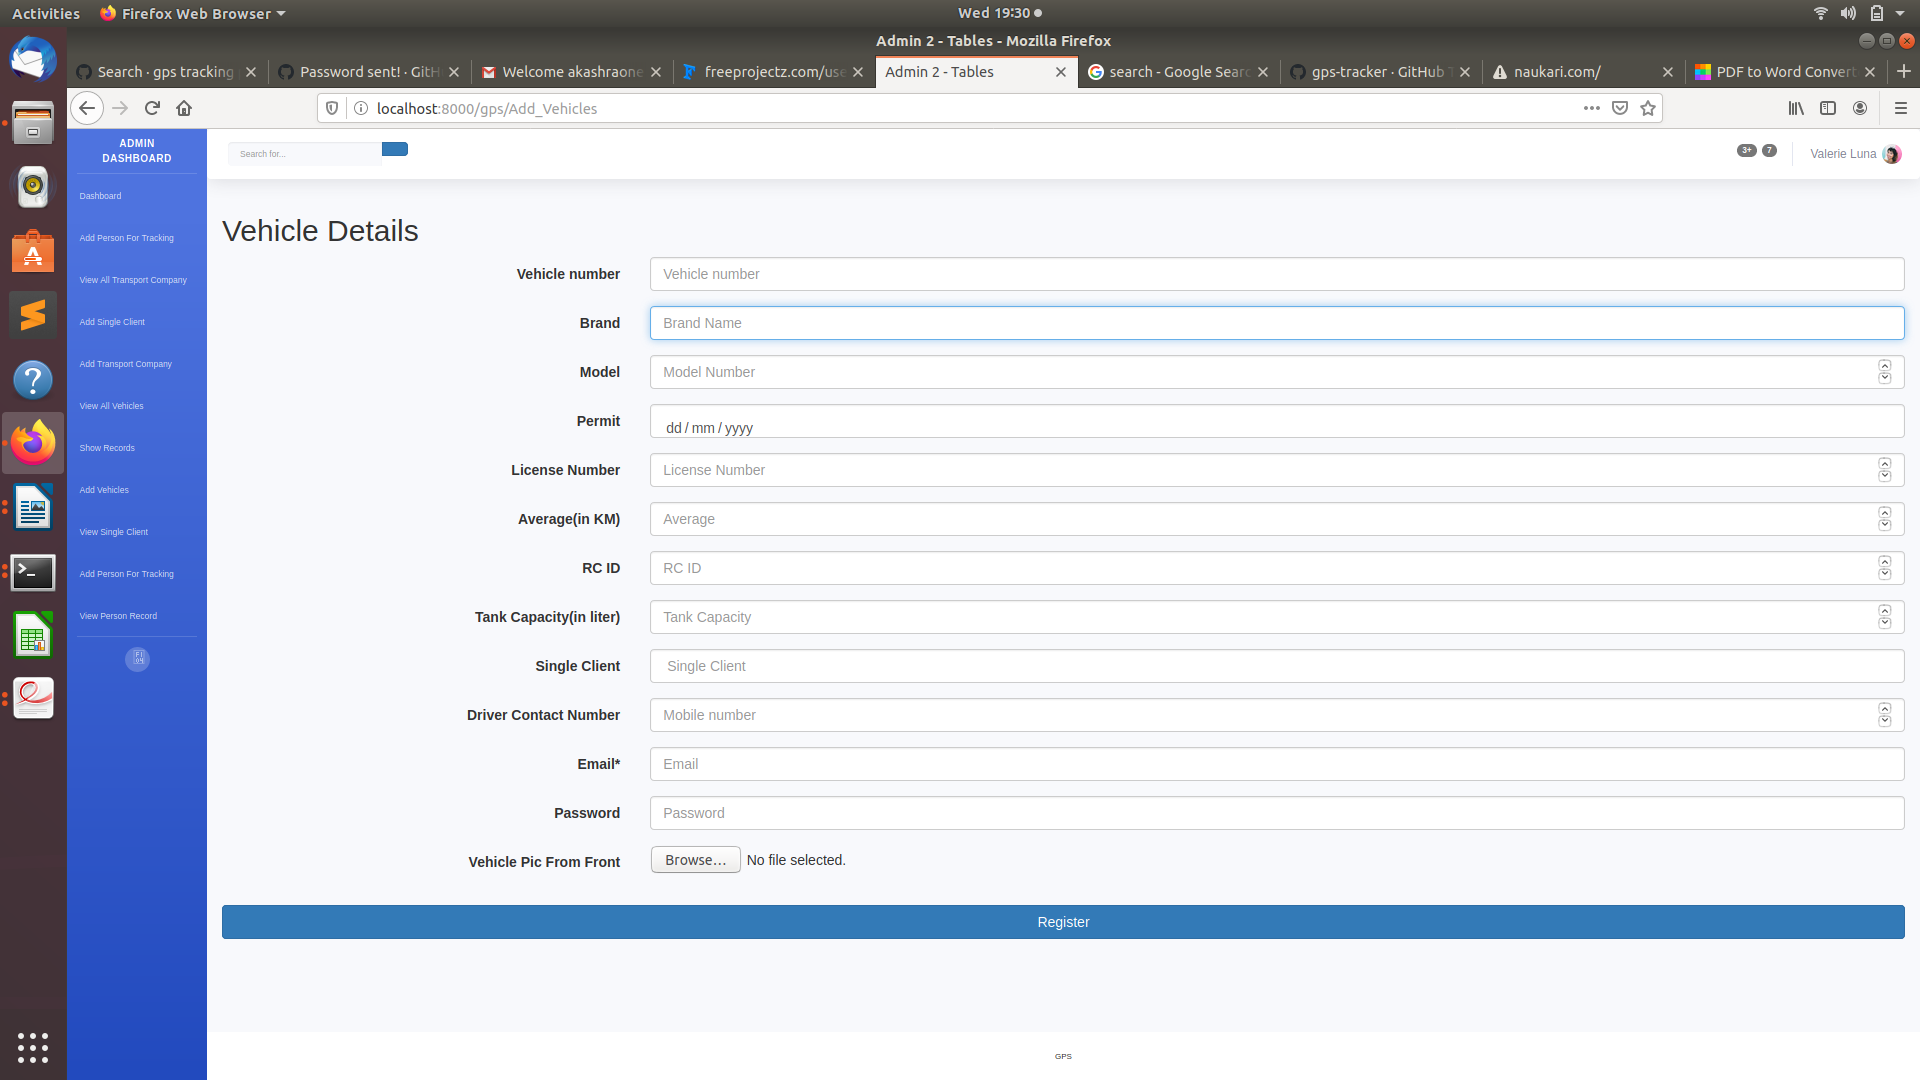 Activities
Firefox Web Browser
Wed 19:30
Admin 2 - Tables - Mozilla Firefox
Search · gps tracking
Password sent! · GitH
Welcome akashraone
freeprojectz.com/use
Admin 2 - Tables
search - Google Searc
gps-tracker · GitHub T
naukari.com/
PDF to Word Convert
localhost:8000/gps/Add_Vehicles
ADMIN
DASHBOARD
Search for...
3+
7
Valerie Luna
Dashboard
Add Person For Tracking
View All Transport Company
Add Single Client
Add Transport Company
View All Vehicles
Show Records
Add Vehicles
View Single Client
Add Person For Tracking
View Person Record
Vehicle Details
Vehicle number
Vehicle number
Brand
Brand Name
Model
Model Number
Permit
dd / mm / yyyy
License Number
License Number
Average(in KM)
Average
RC ID
RC ID
Tank Capacity(in liter)
Tank Capacity
Single Client
Single Client
Driver Contact Number
Mobile number
Email*
Email
Password
Password
Vehicle Pic From Front
Browse...
No file selected.
Register
GPS